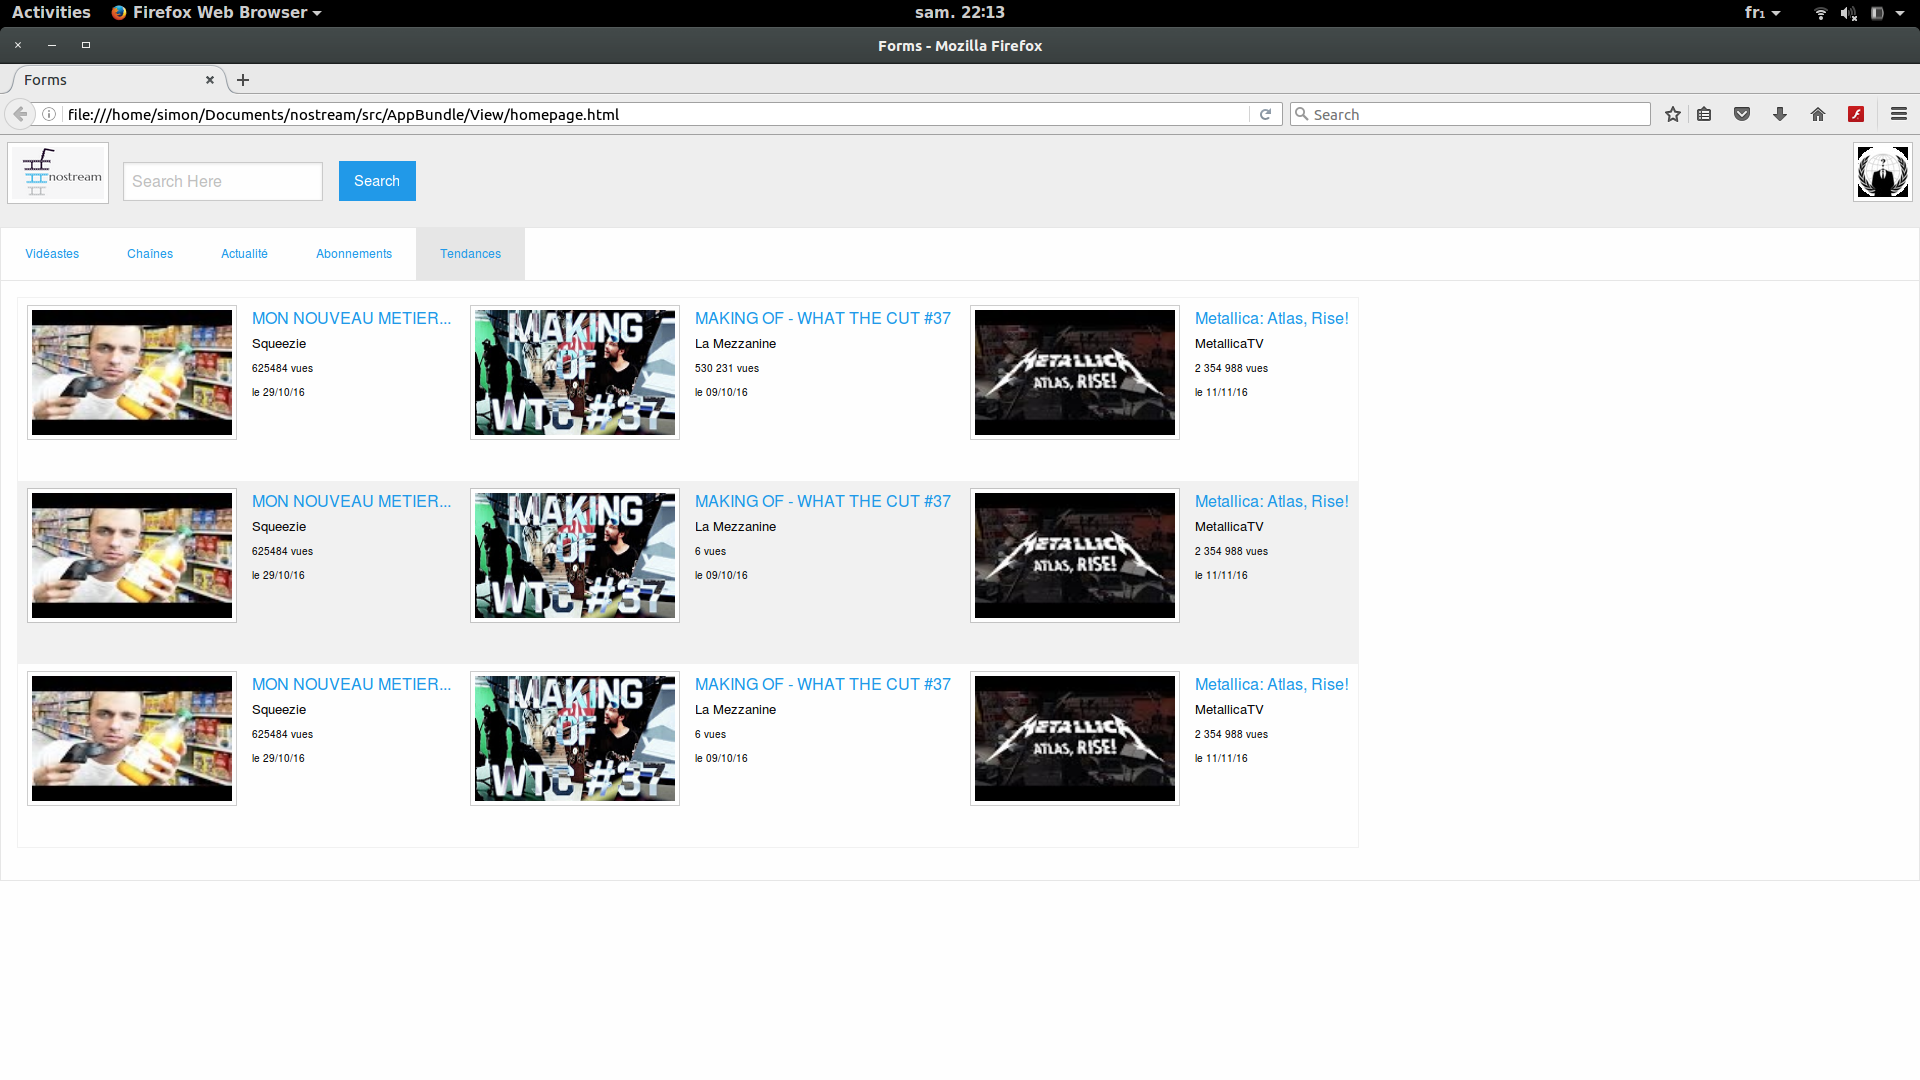 Activities Firefox Web Browser sam. 22:13 fr₁
Forms - Mozilla Firefox
Forms
file:///home/simon/Documents/nostream/src/AppBundle/View/homepage.html Search
nostream Search Here Search
Vidéastes Chaînes Actualité Abonnements Tendances
MON NOUVEAU METIER...
Squeezie
625484 vues
le 29/10/16
MAKING
OF
WTC #37
MAKING OF - WHAT THE CUT #37
La Mezzanine
530 231 vues
le 09/10/16
METALLICA
ATLAS, RISE!
Metallica: Atlas, Rise!
MetallicaTV
2 354 988 vues
le 11/11/16
MON NOUVEAU METIER...
Squeezie
625484 vues
le 29/10/16
MAKING
OF
WTC #37
MAKING OF - WHAT THE CUT #37
La Mezzanine
6 vues
le 09/10/16
METALLICA
ATLAS, RISE!
Metallica: Atlas, Rise!
MetallicaTV
2 354 988 vues
le 11/11/16
MON NOUVEAU METIER...
Squeezie
625484 vues
le 29/10/16
MAKING
OF
WTC #37
MAKING OF - WHAT THE CUT #37
La Mezzanine
6 vues
le 09/10/16
METALLICA
ATLAS, RISE!
Metallica: Atlas, Rise!
MetallicaTV
2 354 988 vues
le 11/11/16